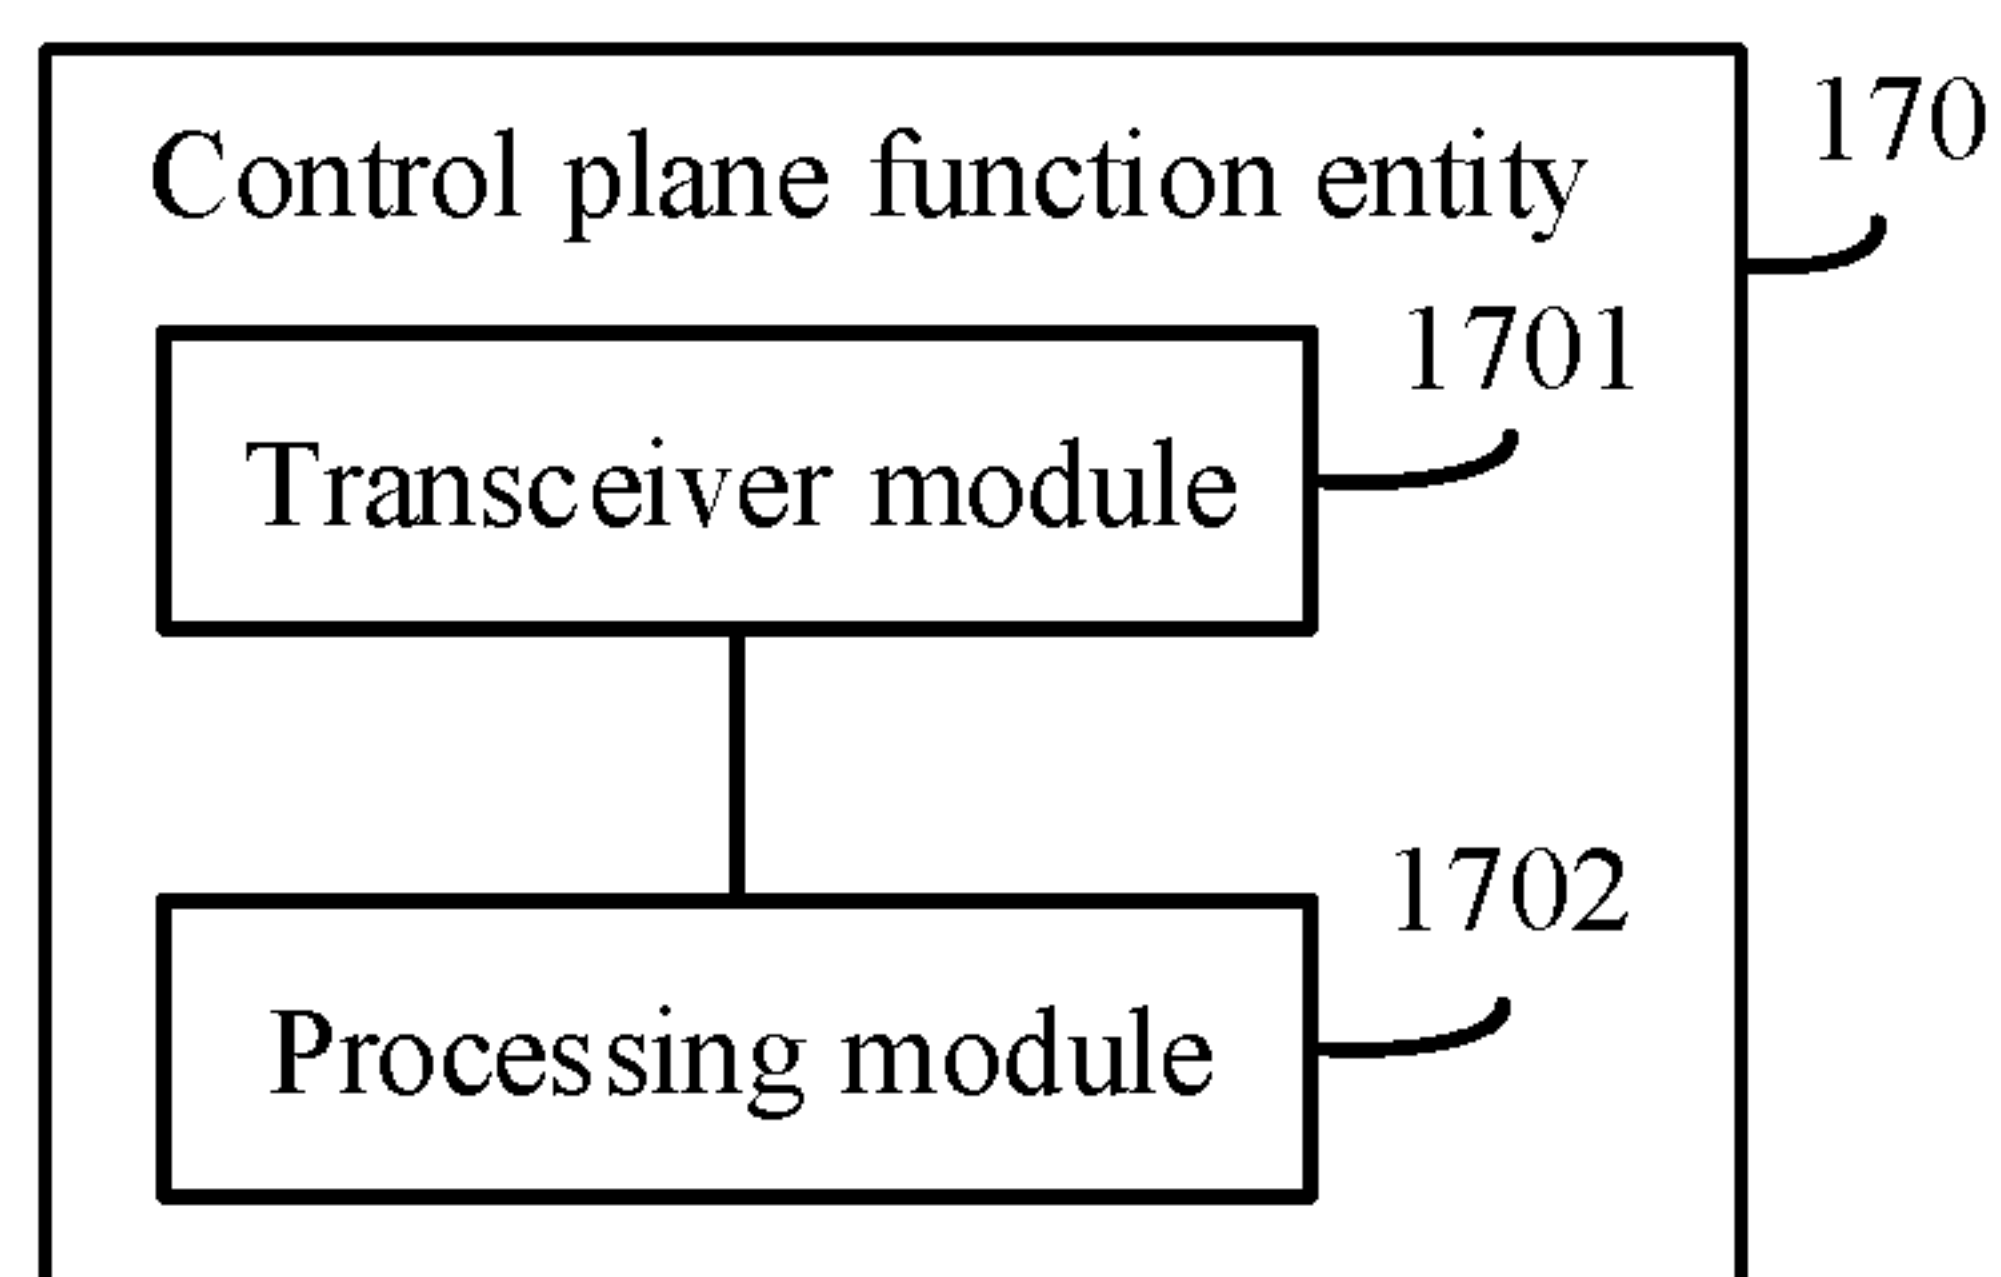 170
Control plane function entity
1701
Transceiver module
1702
Processing module